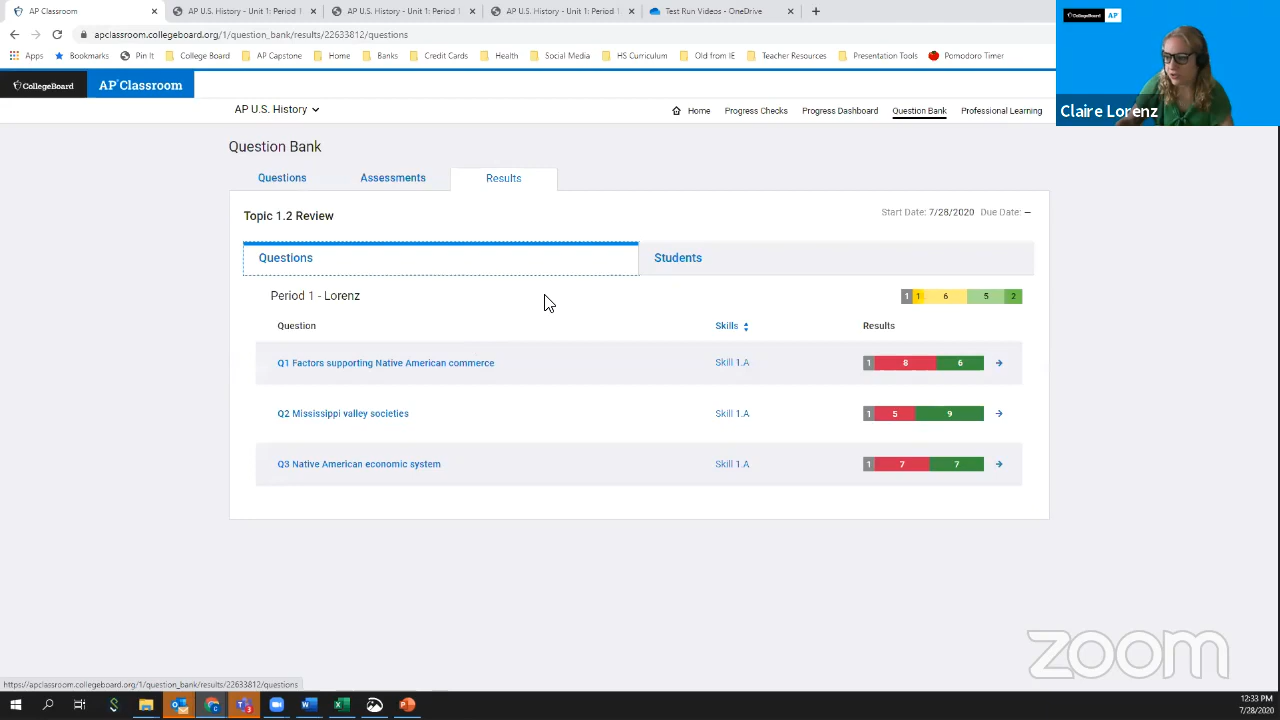 AP Classroom
AP U.S. History - Unit 1: Period 1
AP U.S. History - Unit 1: Period 1
AP U.S. History - Unit 1: Period 1
Test Run Videos - OneDrive
apclassroom.collegeboard.org/1/question_bank/results/22633812/questions
Apps Bookmarks Pin It College Board AP Capstone Home Banks Credit Cards Health Social Media HS Curriculum Old from IE Teacher Resources Presentation Tools Pomodoro Timer
CollegeBoard AP
Claire Lorenz
CollegeBoard AP Classroom
AP U.S. History Home Progress Checks Progress Dashboard Question Bank Professional Learning
Question Bank
Questions Assessments Results
Topic 1.2 Review Start Date: 7/28/2020 Due Date: –
Questions Students
Period 1 - Lorenz 1 1 6 5 2
Question Skills Results
Q1 Factors supporting Native American commerce Skill 1.A 1 8 6
Q2 Mississippi valley societies Skill 1.A 1 5 9
Q3 Native American economic system Skill 1.A 1 7 7
zoom
https://apclassroom.collegeboard.org/1/question_bank/results/22633812/questions
12:33 PM
7/28/2020